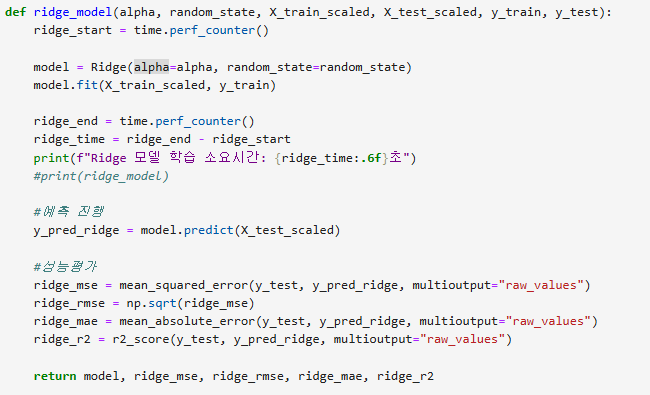 def ridge_model(alpha, random_state, X_train_scaled, X_test_scaled, y_train, y_test):
    ridge_start = time.perf_counter()

    model = Ridge(alpha=alpha, random_state=random_state)
    model.fit(X_train_scaled, y_train)

    ridge_end = time.perf_counter()
    ridge_time = ridge_end - ridge_start
    print(f"Ridge 모델 학습 소요시간: {ridge_time:.6f}초")
    #print(ridge_model)

    #예측 진행
    y_pred_ridge = model.predict(X_test_scaled)

    #성능평가
    ridge_mse = mean_squared_error(y_test, y_pred_ridge, multioutput="raw_values")
    ridge_rmse = np.sqrt(ridge_mse)
    ridge_mae = mean_absolute_error(y_test, y_pred_ridge, multioutput="raw_values")
    ridge_r2 = r2_score(y_test, y_pred_ridge, multioutput="raw_values")

    return model, ridge_mse, ridge_rmse, ridge_mae, ridge_r2